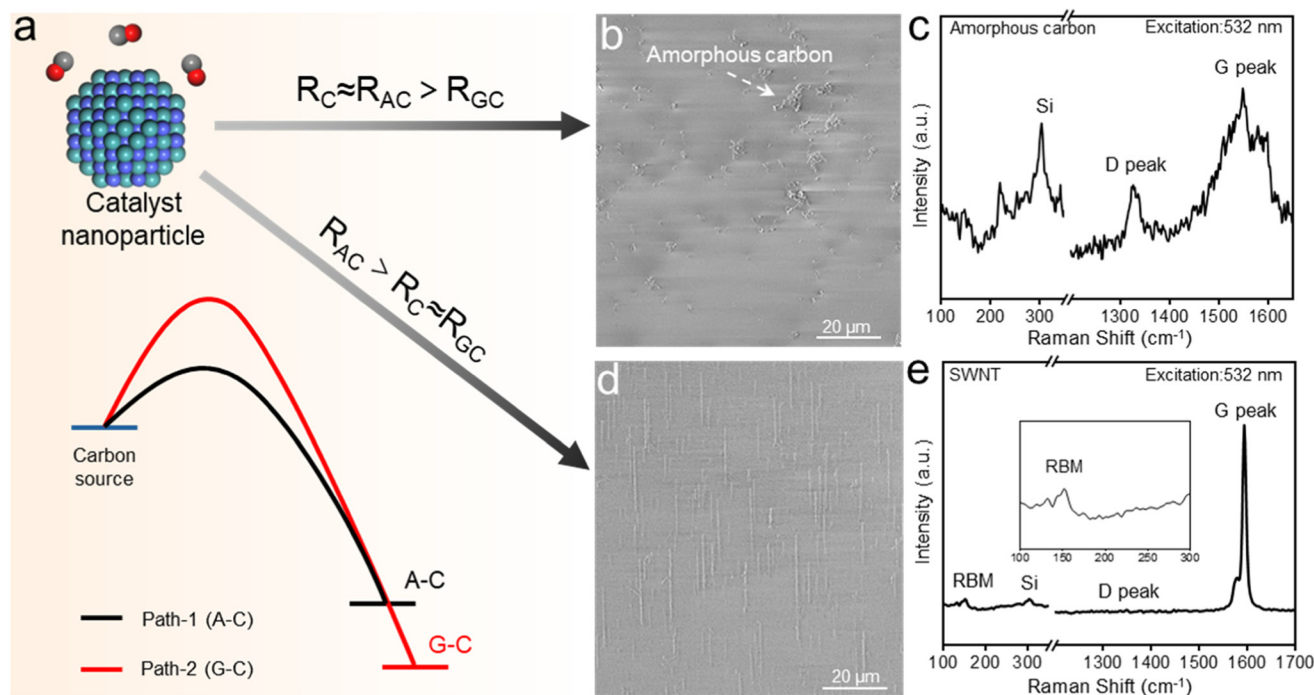 a
Catalyst
nanoparticle
R_C≈R_AC > R_GC
R_AC > R_C≈R_GC
Carbon
source
A-C
G-C
Path-1 (A-C)
Path-2 (G-C)
b
Amorphous carbon
20 μm
c
Amorphous carbon
Excitation:532 nm
G peak
Si
D peak
Intensity (a.u.)
100 200 300 1300 1400 1500 1600
Raman Shift (cm⁻¹)
d
20 μm
e
SWNT
Excitation:532 nm
G peak
RBM
100 150 200 250 300
RBM
Si
D peak
Intensity (a.u.)
100 200 300 1300 1400 1500 1600 1700
Raman Shift (cm⁻¹)